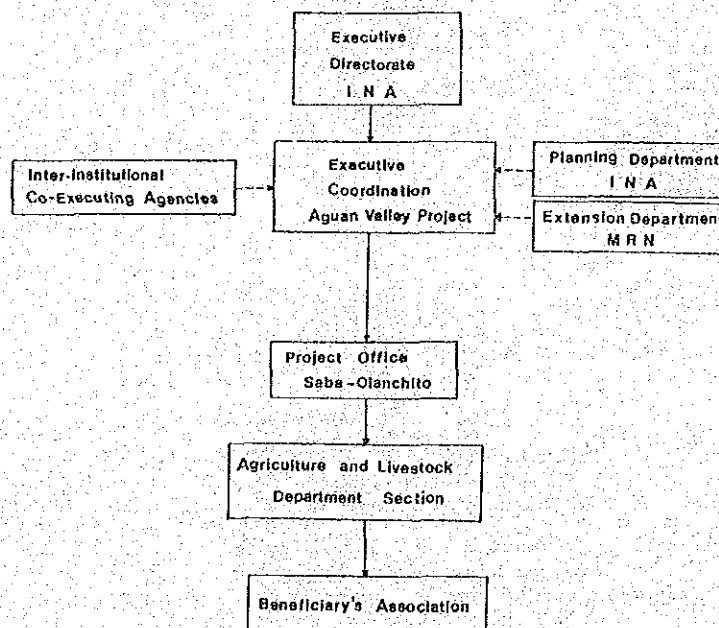 Executive
Directorate
I N A
Inter-Institutional
Co-Executing Agencies
Executive
Coordination
Aguan Valley Project
Planning Department
I N A
Extension Department
M R N
Project Office
Saba-Olanchito
Agriculture and Livestock
Department Section
Beneficiary's Association